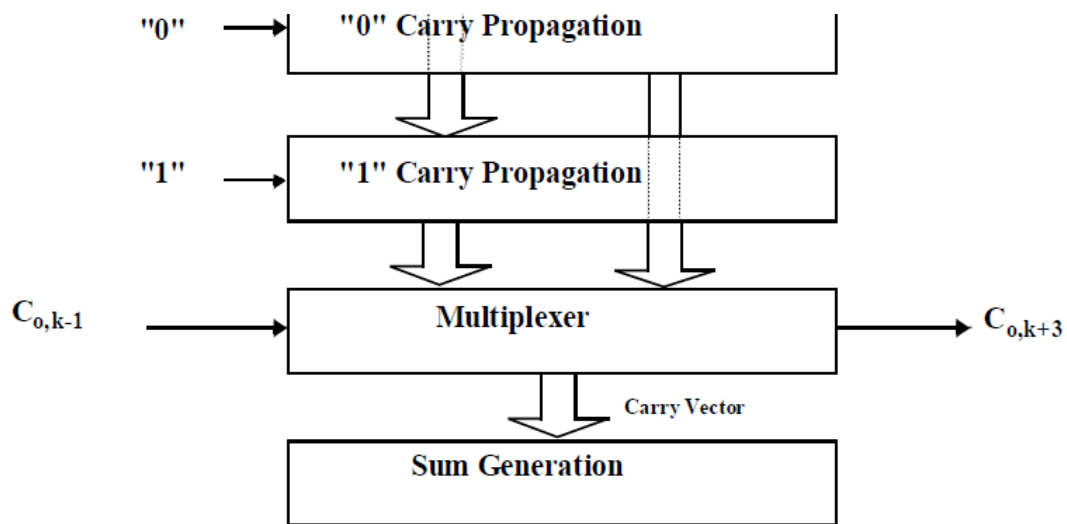 "0" "0" Carry Propagation
"1" "1" Carry Propagation
Co,k-1 Multiplexer Co,k+3
Carry Vector
Sum Generation